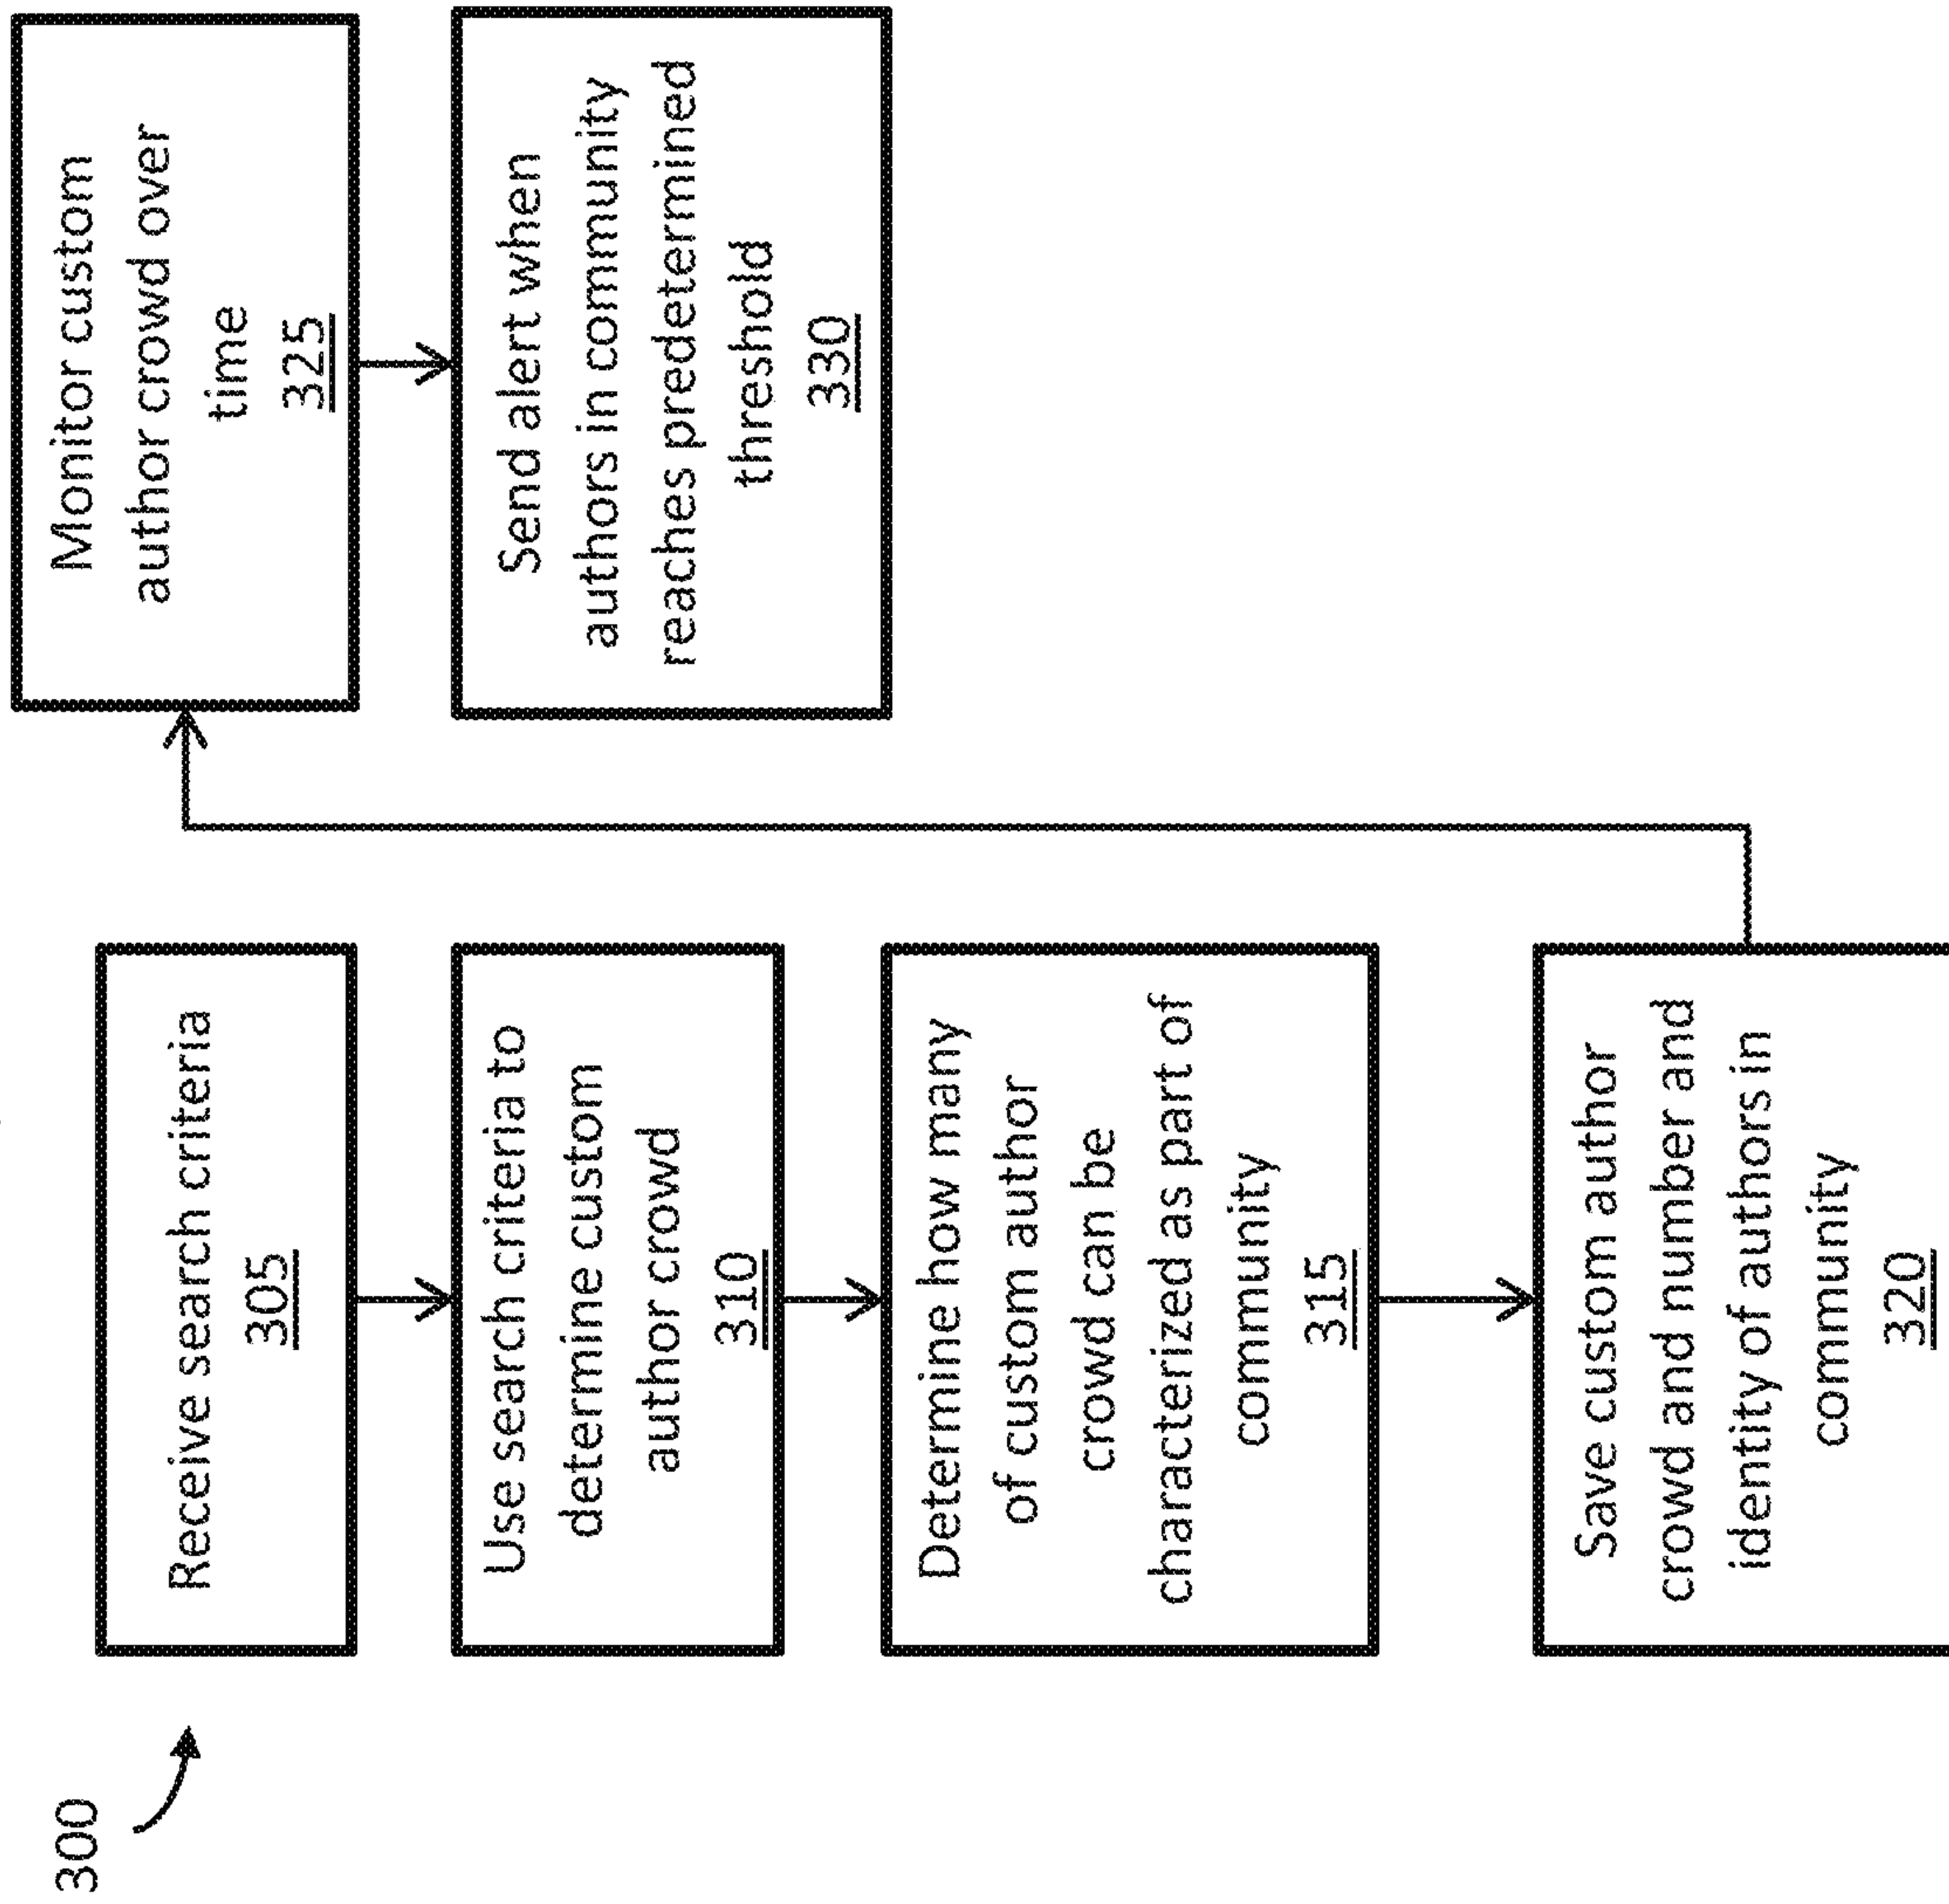 300
Receive search criteria
305
Use search criteria to
determine custom
author crowd
310
Determine how many
of custom author
crowd can be
characterized as part of
community
315
Save custom author
crowd and number and
identity of authors in
community
320
Monitor custom
author crowd over
time
325
Send alert when
authors in community
reaches predetermined
threshold
330